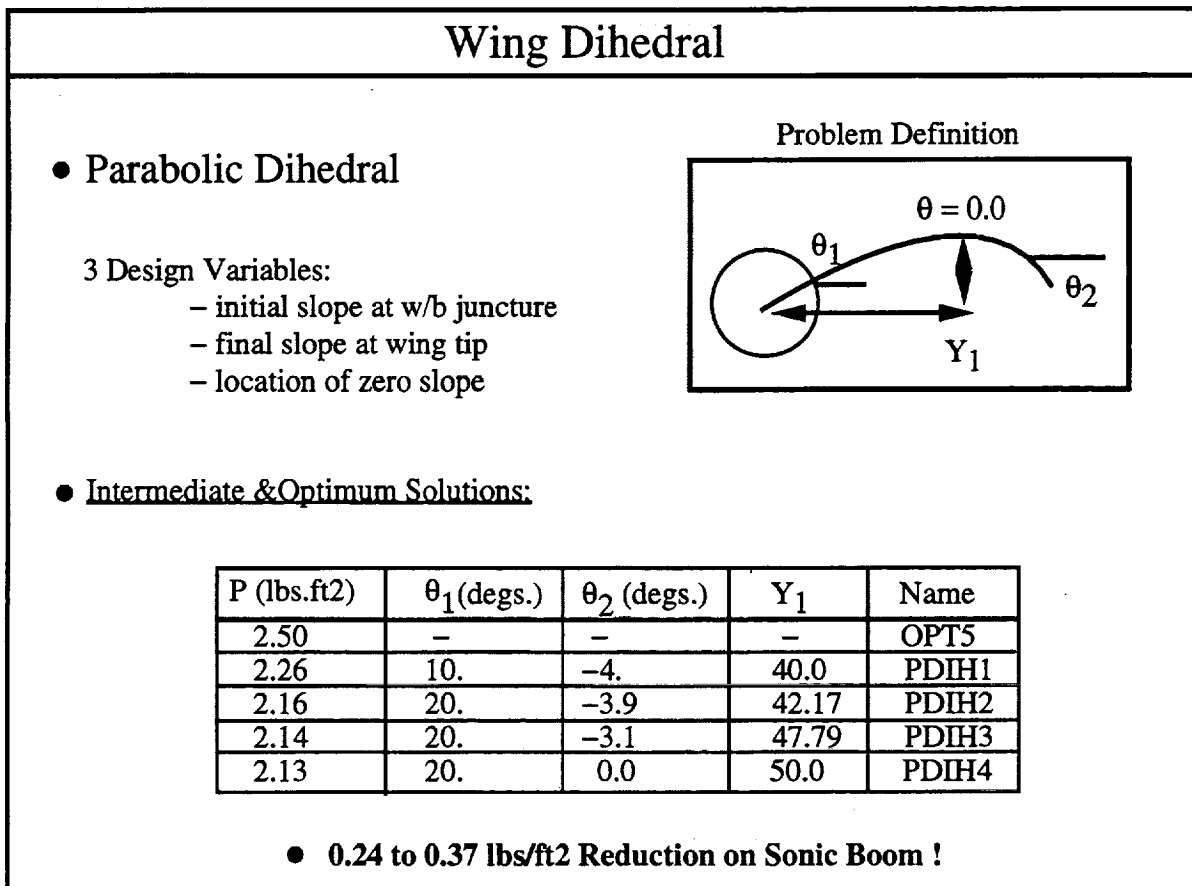 Wing Dihedral
● Parabolic Dihedral
3 Design Variables:
– initial slope at w/b juncture
– final slope at wing tip
– location of zero slope
Problem Definition
θ = 0.0
θ1
θ2
Y1
● Intermediate &Optimum Solutions:
P (lbs.ft2) θ1(degs.) θ2 (degs.) Y1 Name
2.50 – – – OPT5
2.26 10. –4. 40.0 PDIH1
2.16 20. –3.9 42.17 PDIH2
2.14 20. –3.1 47.79 PDIH3
2.13 20. 0.0 50.0 PDIH4
● 0.24 to 0.37 lbs/ft2 Reduction on Sonic Boom !